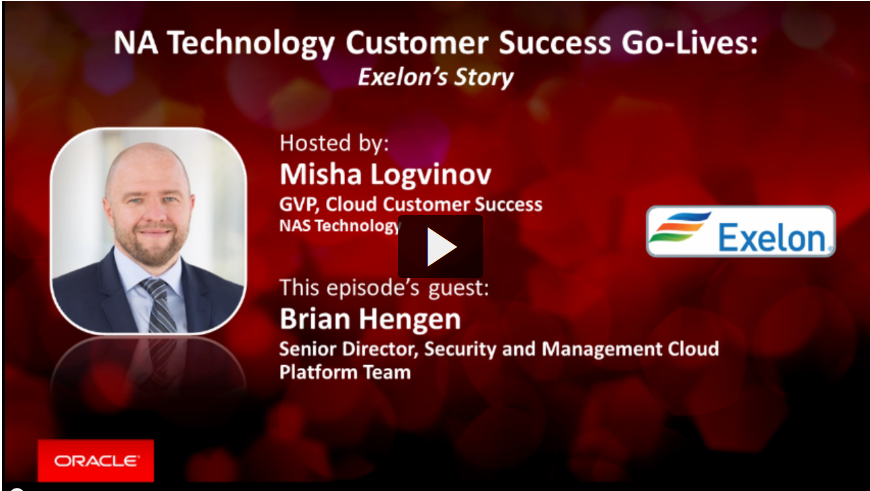 NA Technology Customer Success Go-Lives:
Exelon's Story
Hosted by:
Misha Logvinov
GVP, Cloud Customer Success
NAS Technology
Exelon®
This episode's guest:
Brian Hengen
Senior Director, Security and Management Cloud
Platform Team
ORACLE®